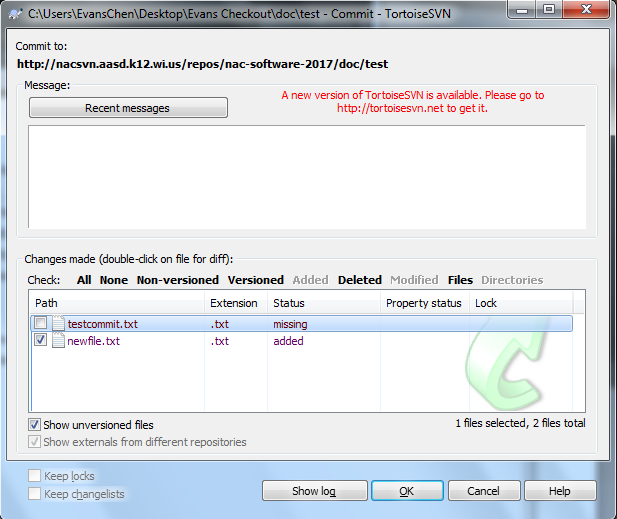 C:\Users\EvansChen\Desktop\Evans Checkout\doc\test - Commit - TortoiseSVN
Commit to:
http://nacsvn.aasd.k12.wi.us/repos/nac-software-2017/doc/test
Message:
Recent messages
A new version of TortoiseSVN is available. Please go to
http://tortoisesvn.net to get it.
Changes made (double-click on file for diff):
Check: All None Non-versioned Versioned Added Deleted Modified Files Directories
Path Extension Status Property status Lock
testcommit.txt .txt missing
newfile.txt .txt added
Show unversioned files 1 files selected, 2 files total
Show externals from different repositories
Keep locks
Keep changelists
Show log OK Cancel Help